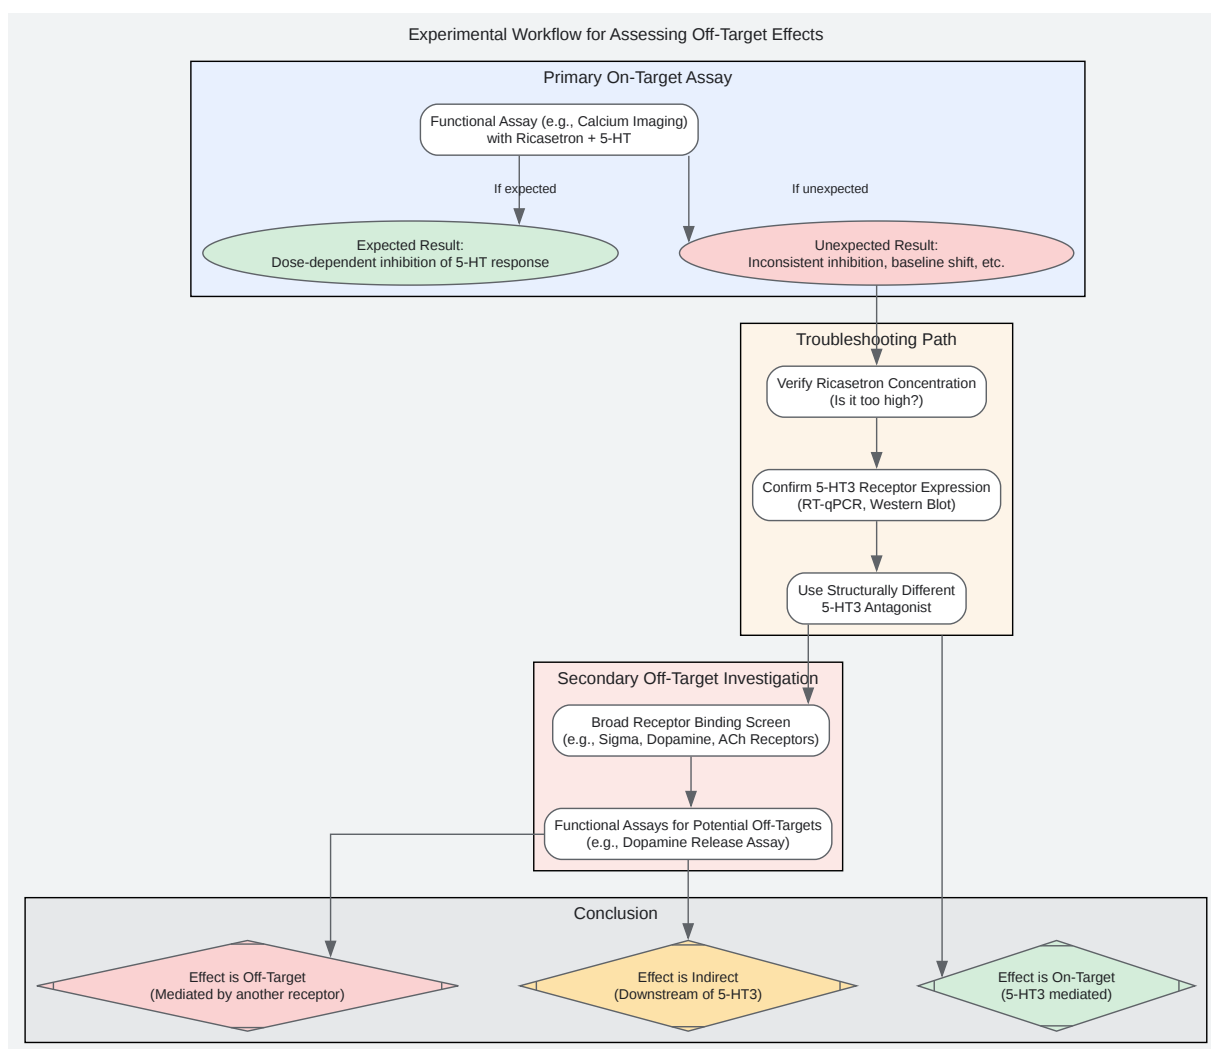 Experimental Workflow for Assessing Off-Target Effects
Primary On-Target Assay
Functional Assay (e.g., Calcium Imaging)
with Ricasetron + 5-HT
If expected
If unexpected
Expected Result:
Dose-dependent inhibition of 5-HT response
Unexpected Result:
Inconsistent inhibition, baseline shift, etc.
Troubleshooting Path
Verify Ricasetron Concentration
(Is it too high?)
Confirm 5-HT3 Receptor Expression
(RT-qPCR, Western Blot)
Use Structurally Different
5-HT3 Antagonist
Secondary Off-Target Investigation
Broad Receptor Binding Screen
(e.g., Sigma, Dopamine, ACh Receptors)
Functional Assays for Potential Off-Targets
(e.g., Dopamine Release Assay)
Conclusion
Effect is Off-Target
(Mediated by another receptor)
Effect is Indirect
(Downstream of 5-HT3)
Effect is On-Target
(5-HT3 mediated)